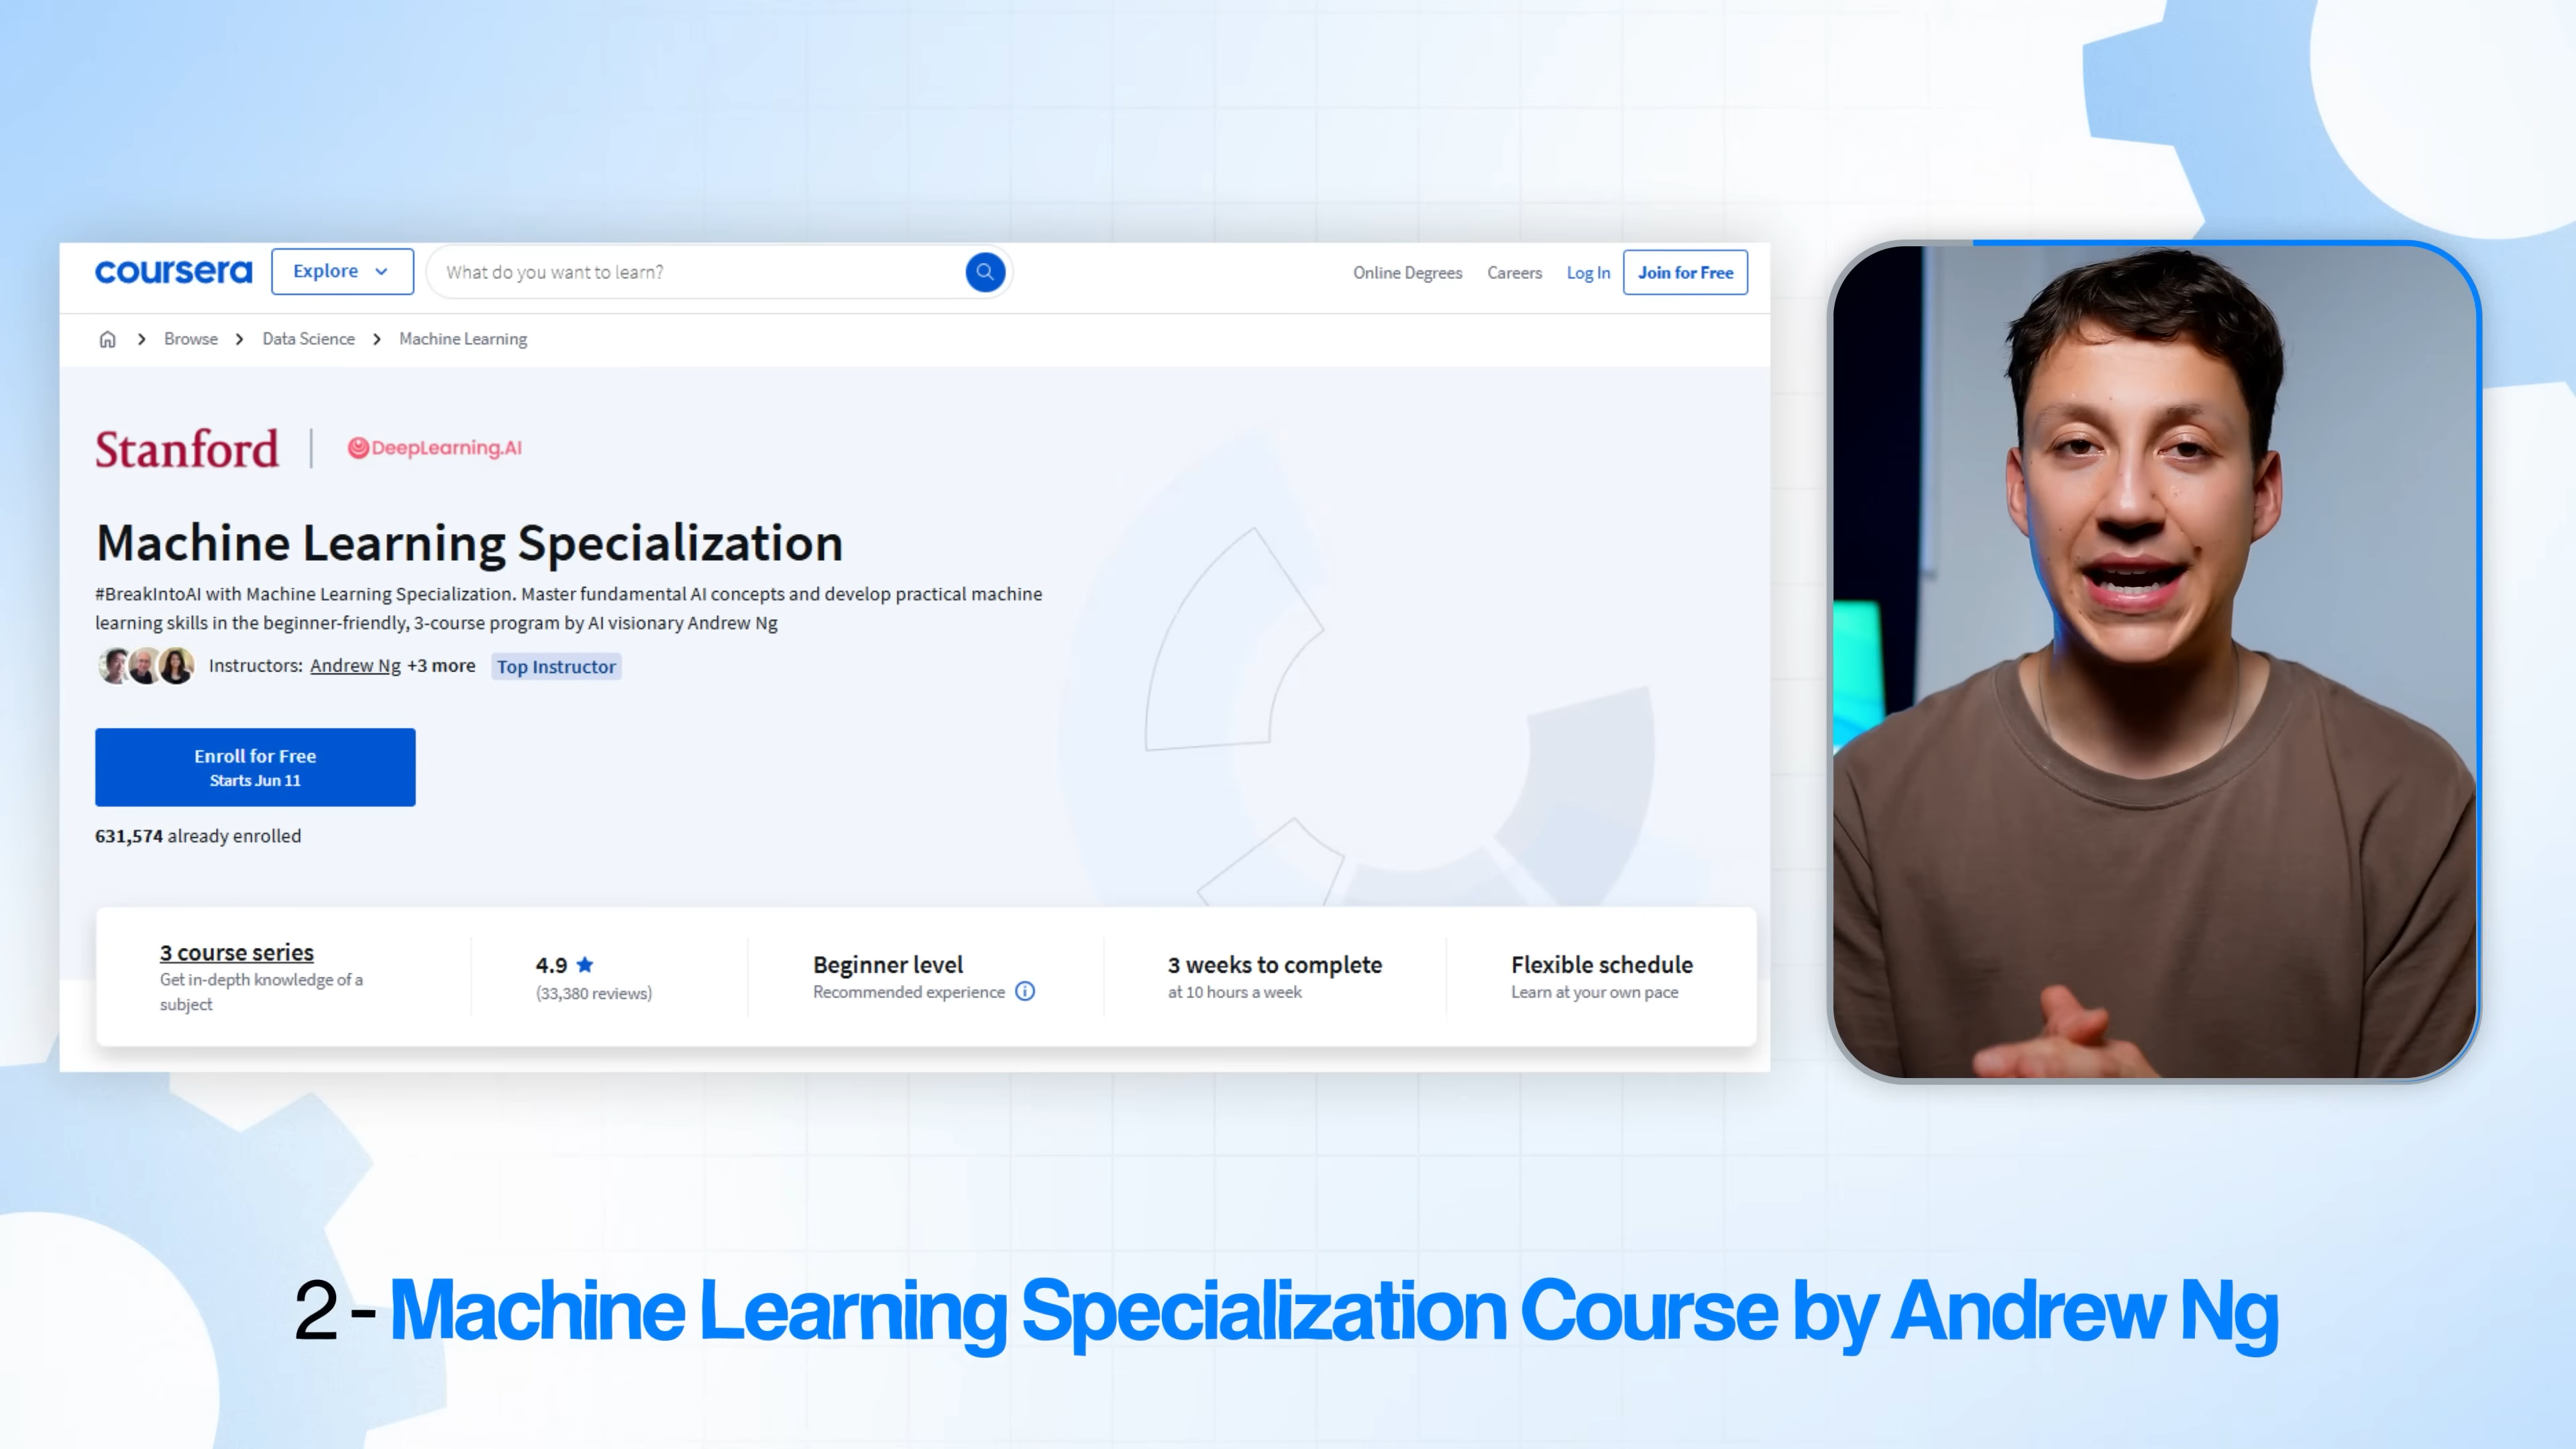 coursera
Explore
What do you want to learn?
Online Degrees
Careers
Log In
Join for Free
Browse
Data Science
Machine Learning
Stanford
DeepLearning.AI
Machine Learning Specialization
#BreakIntoAI with Machine Learning Specialization. Master fundamental AI concepts and develop practical machine
learning skills in the beginner-friendly, 3-course program by AI visionary Andrew Ng
Instructors: Andrew Ng +3 more
Top Instructor
Enroll for Free
Starts Jun 11
631,574 already enrolled
3 course series
Get in-depth knowledge of a
subject
4.9
(33,380 reviews)
Beginner level
Recommended experience
3 weeks to complete
at 10 hours a week
Flexible schedule
Learn at your own pace
2 - Machine Learning Specialization Course by Andrew Ng